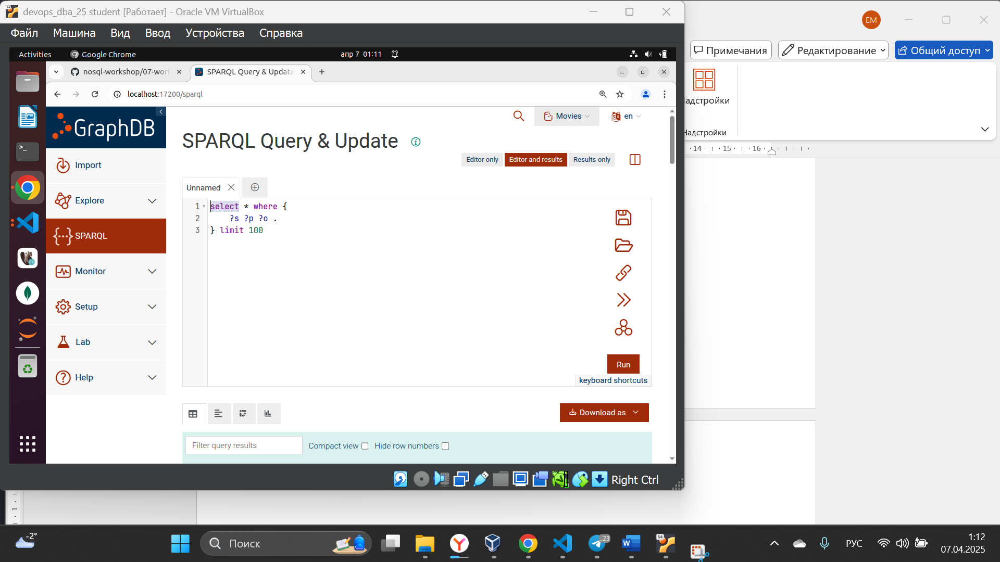 devops_dba_25 student [Работает] - Oracle VM VirtualBox
Файл Машина Вид Ввод Устройства Справка
Activities Google Chrome апр 7 01:11
nosql-workshop/07-wor
SPARQL Query & Update
localhost:17200/sparql
GraphDB
Movies
en
SPARQL Query & Update
Editor only Editor and results Results only
Import
Explore
SPARQL
Monitor
Setup
Lab
Help
Unnamed
1 select * where {
2 ?s ?p ?o .
3 } limit 100
Run
keyboard shortcuts
Download as
Filter query results
Compact view
Hide row numbers
Right Ctrl
EM
Примечания
Редактирование
Общий доступ
адстройки
Надстройки
14 15 16
1
-2°
Поиск
..23
64
РУС
1:12
07.04.2025